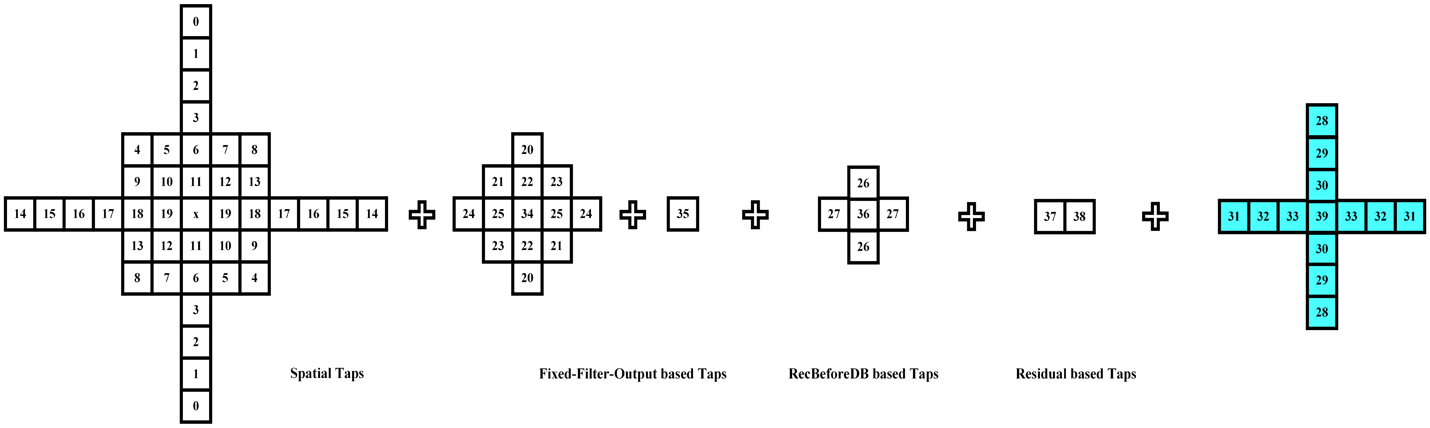 0
1
2
3
4 5 6 7 8
9 10 11 12 13
14 15 16 17 18 19 x 19 18 17 16 15 14
13 12 11 10 9
8 7 6 5 4
3
2
1
0
Spatial Taps
20
21 22 23
24 25 34 25 24
23 22 21
20
35
Fixed-Filter-Output based Taps
26
27 36 27
26
RecBeforeDB based Taps
37 38
Residual based Taps
28
29
30
31 32 33 39 33 32 31
30
29
28